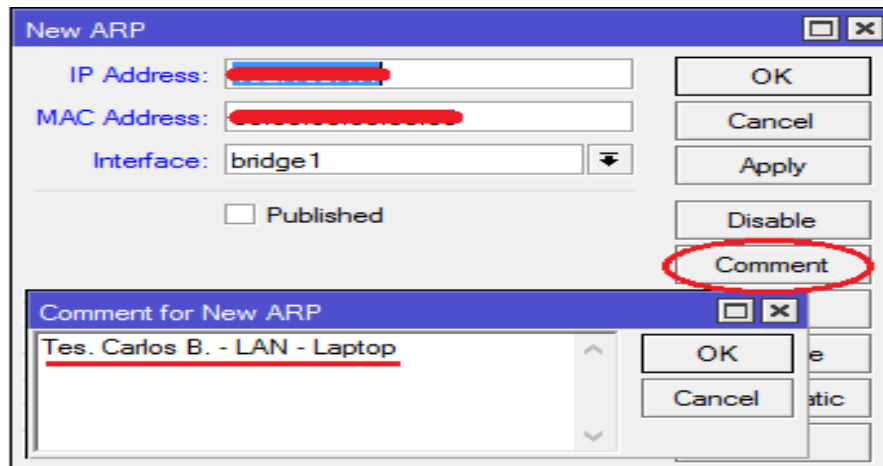 New ARP
IP Address:
OK
MAC Address:
Cancel
Interface: bridge1
Apply
Published
Disable
Comment
Comment for New ARP
Tes. Carlos B. - LAN - Laptop
OK
Cancel